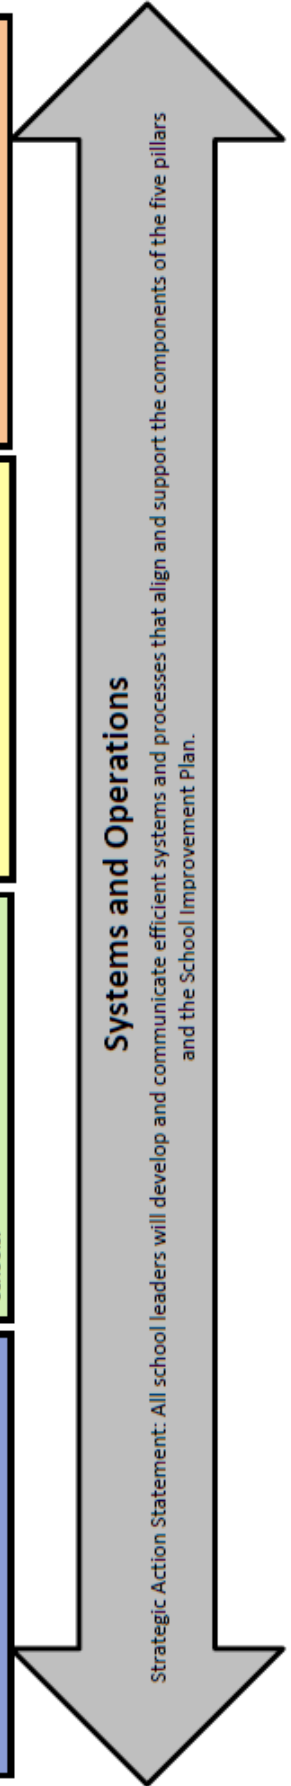 Systems and Operations
Strategic Action Statement: All school leaders will develop and communicate efficient systems and processes that align and support the components of the five pillars
and the School Improvement Plan.